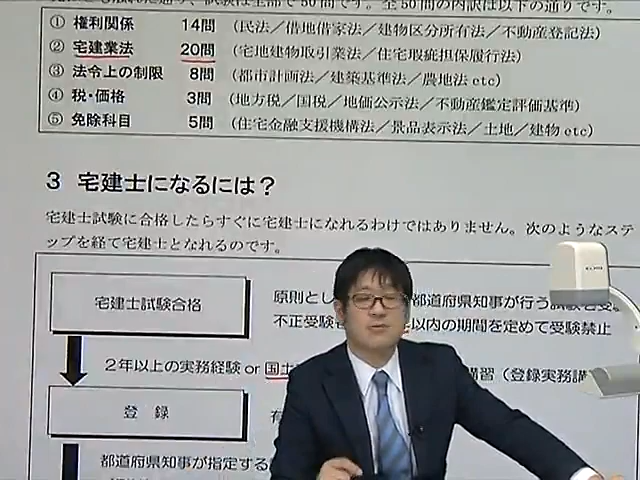 試験は全部で50問です。全50問の内訳は以下の通りです。
① 権利関係 14問 (民法／借地借家法／建物区分所有法／不動産登記法)
② 宅建業法 20問 (宅地建物取引業法／住宅瑕疵担保履行法)
③ 法令上の制限 8問 (都市計画法／建築基準法／農地法 etc)
④ 税・価格 3問 (地方税／国税／地価公示法／不動産鑑定評価基準)
⑤ 免除科目 5問 (住宅金融支援機構法／景品表示法／土地／建物 etc)
3 宅建士になるには？
宅建士試験に合格したらすぐに宅建士になれるわけではありません。次のようなステ
ップを経て宅建士となれるのです。
宅建士試験合格
原則とし 都道府県知事が行う試験を受
不正受験 以内の期間を定めて受験禁止
2年以上の実務経験 or 国土 講習（登録実務講
登 録
都道府県知事が指定する